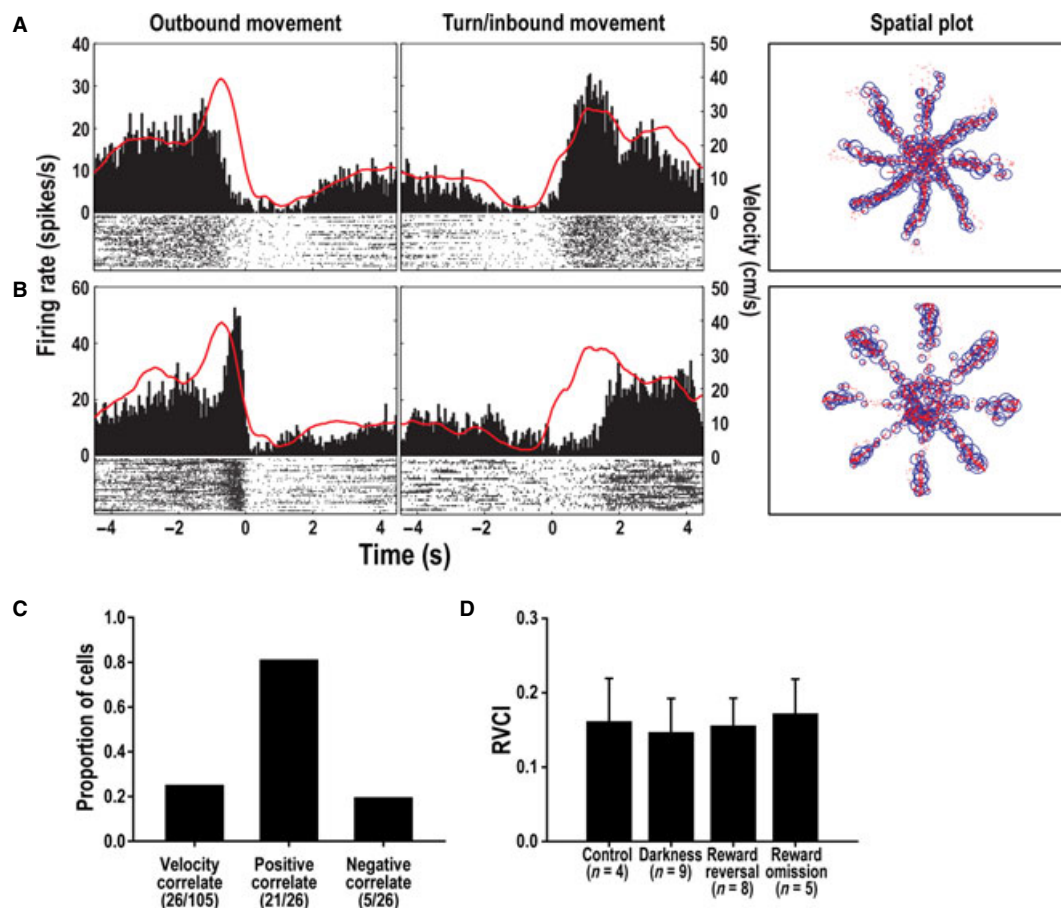 A
Outbound movement
Turn/inbound movement
Spatial plot
40
30
20
10
0
50
40
30
20
10
0
B
60
40
20
0
50
40
30
20
10
0
Firing rate (spikes/s)
Velocity (cm/s)
−4
−2
0
2
4
−4
−2
0
2
4
Time (s)
C
1.0
0.8
0.6
0.4
0.2
0.0
Proportion of cells
Velocity
correlate
(26/105)
Positive
correlate
(21/26)
Negative
correlate
(5/26)
D
0.3
0.2
0.1
0.0
RVCI
Control
(n = 4)
Darkness
(n = 9)
Reward
reversal
(n = 8)
Reward
omission
(n = 5)